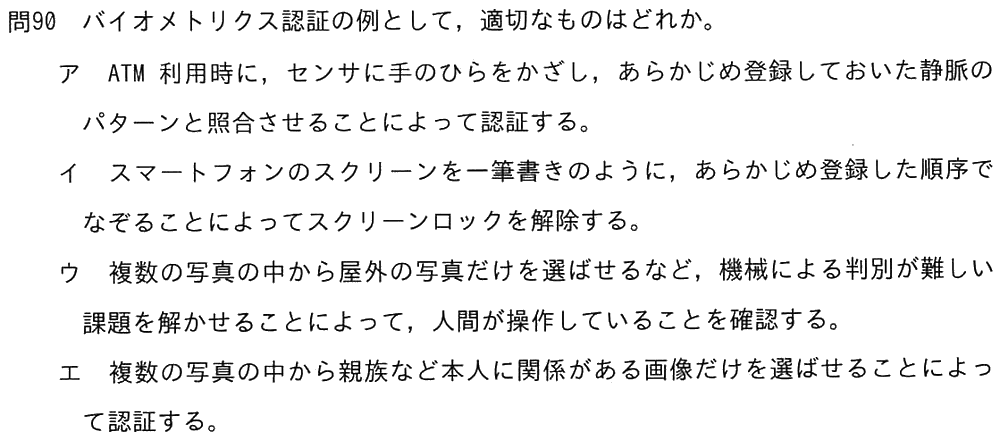 問90 バイオメトリクス認証の例として，適切なものはどれか。
ア ATM 利用時に，センサに手のひらをかざし，あらかじめ登録しておいた静脈の
パターンと照合させることによって認証する。
イ スマートフォンのスクリーンを一筆書きのように，あらかじめ登録した順序で
なぞることによってスクリーンロックを解除する。
ウ 複数の写真の中から屋外の写真だけを選ばせるなど，機械による判別が難しい
課題を解かせることによって，人間が操作していることを確認する。
エ 複数の写真の中から親族など本人に関係がある画像だけを選ばせることによっ
て認証する。